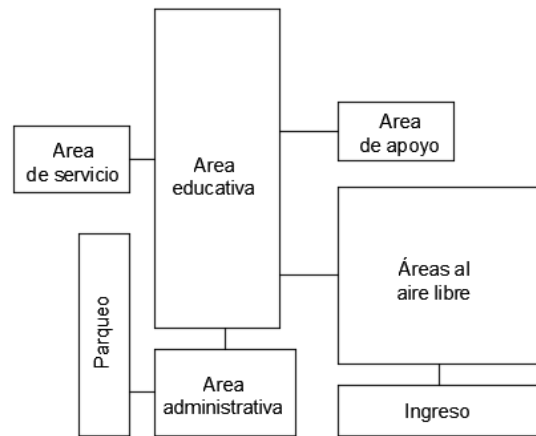 Area
de servicio
Area
educativa
Area
de apoyo
Áreas al
aire libre
Parqueo
Area
administrativa
Ingreso